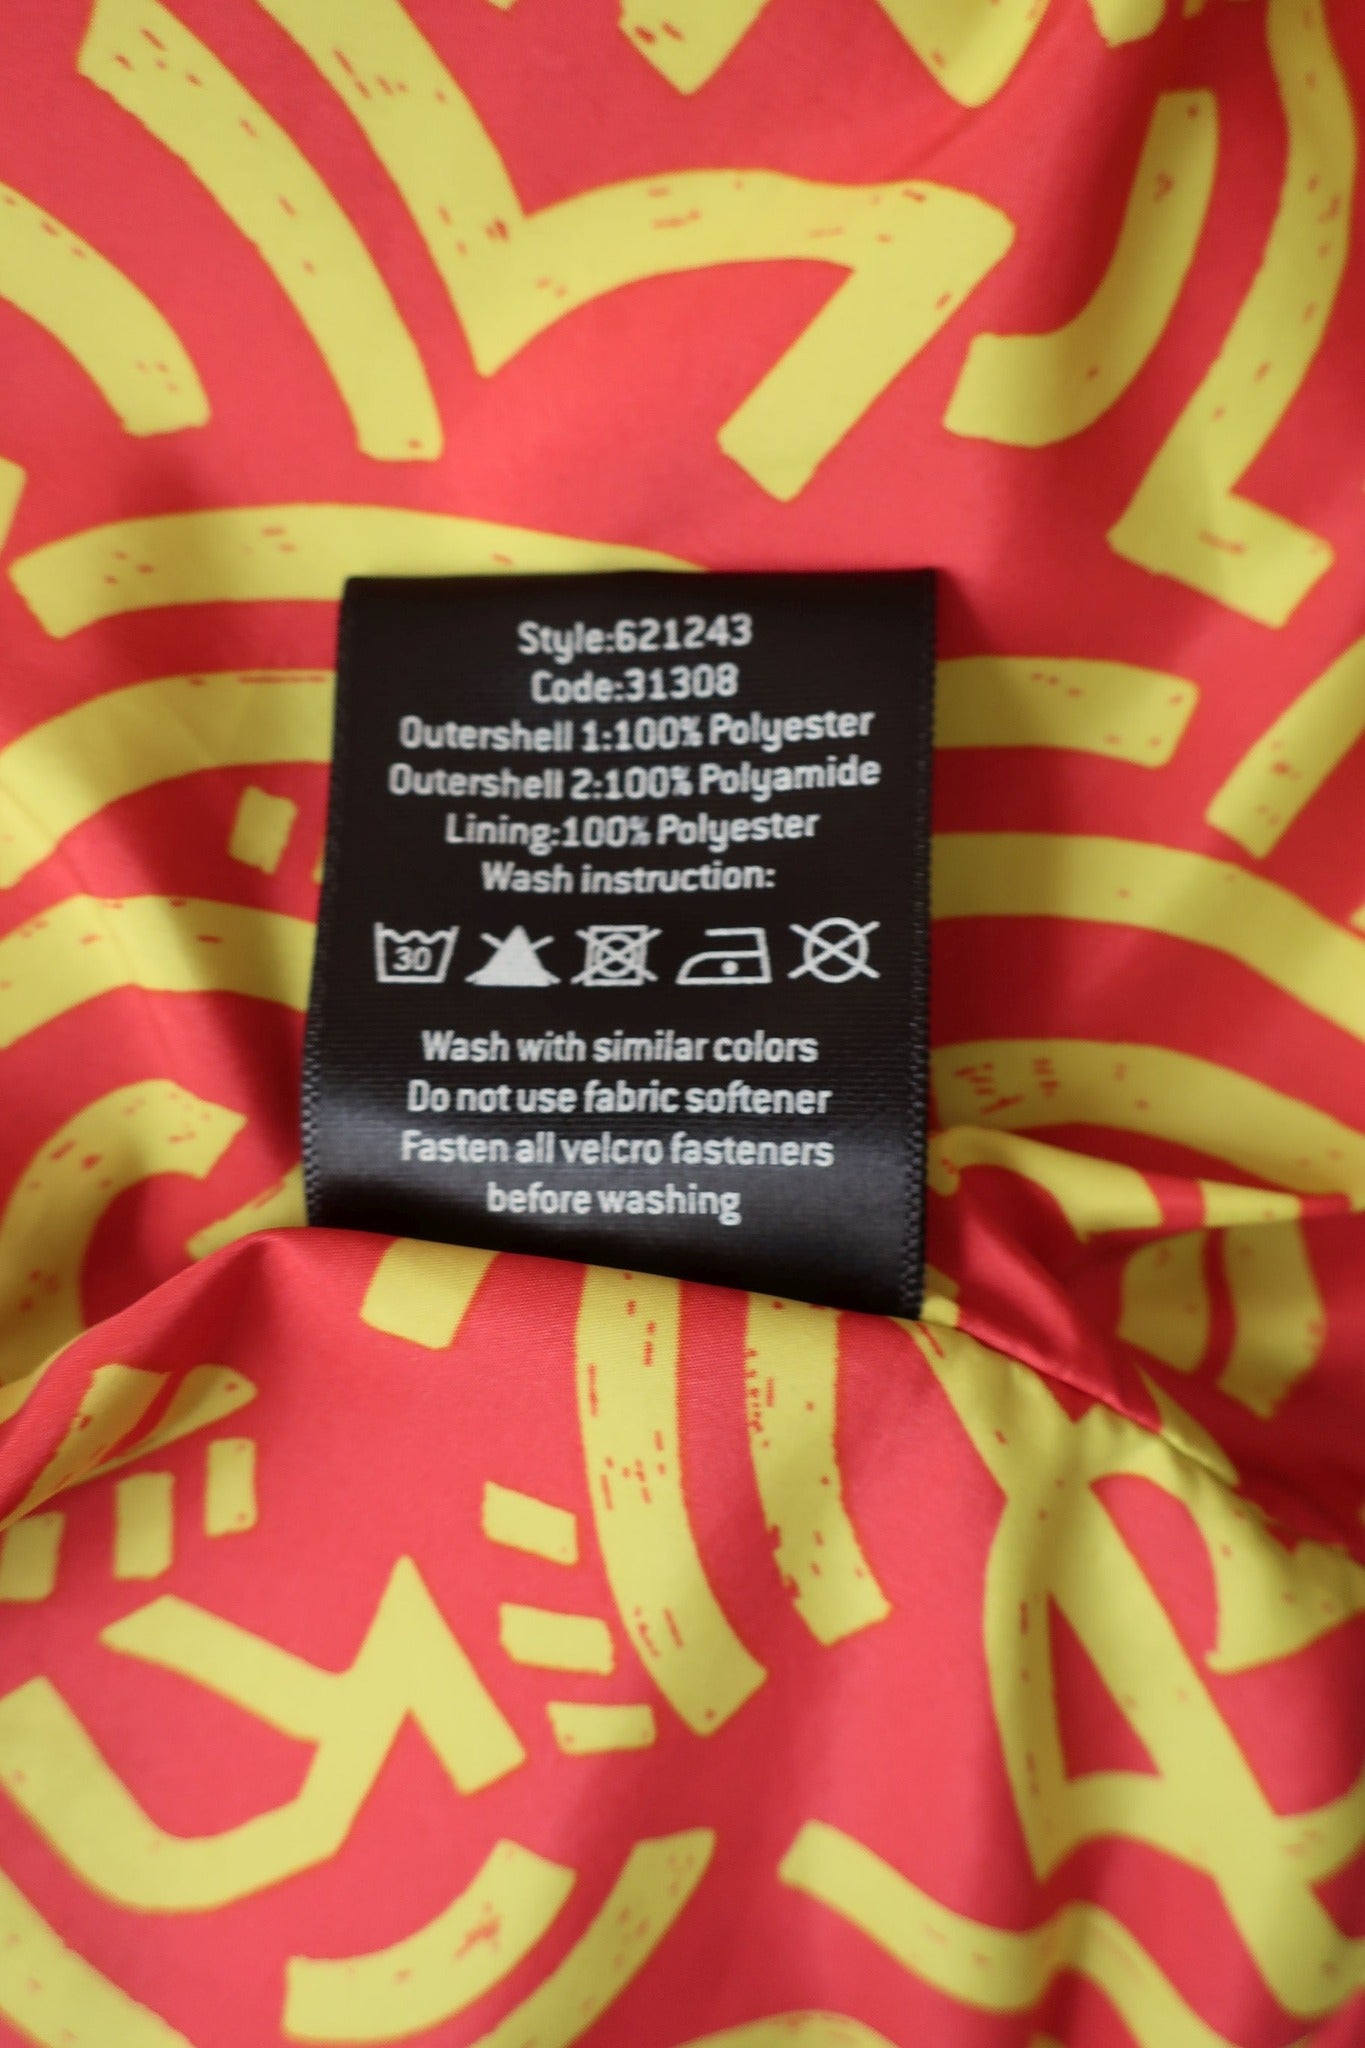 Style:621243
Code:31308
Outershell 1:100% Polyester
Outershell 2:100% Polyamide
Lining:100% Polyester
Wash instruction:
30
Wash with similar colors
Do not use fabric softener
Fasten all velcro fasteners
before washing